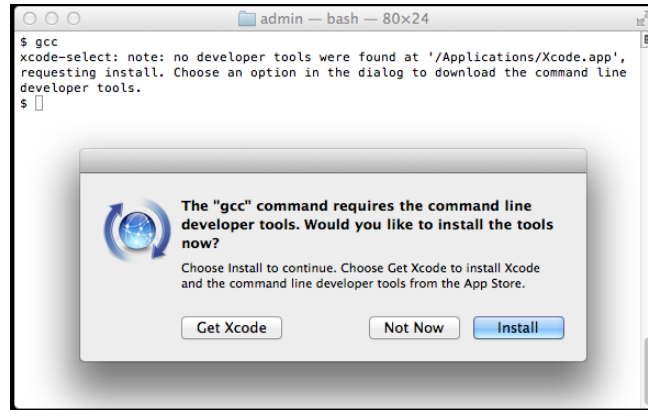 admin — bash — 80×24
$ gcc
xcode-select: note: no developer tools were found at '/Applications/Xcode.app',
requesting install. Choose an option in the dialog to download the command line
developer tools.
$
The "gcc" command requires the command line
developer tools. Would you like to install the tools
now?
Choose Install to continue. Choose Get Xcode to install Xcode
and the command line developer tools from the App Store.
Get Xcode Not Now Install